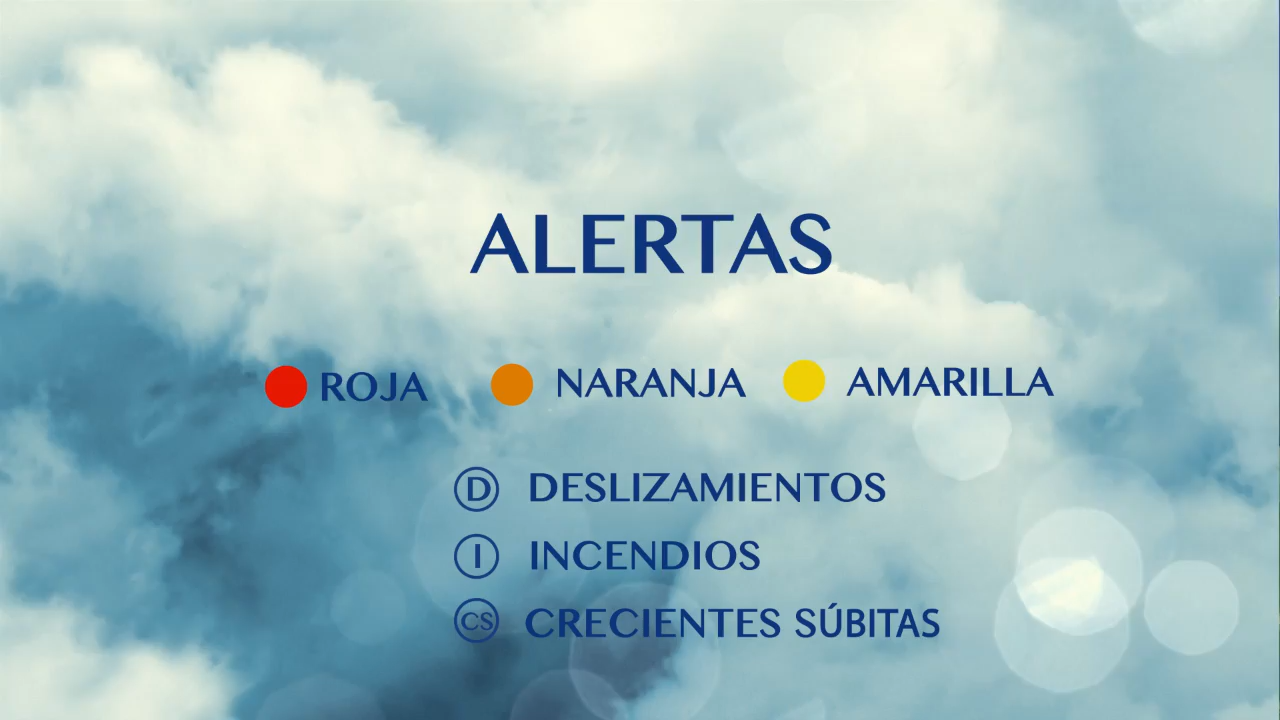 ALERTAS
ROJA NARANJA AMARILLA
D DESLIZAMIENTOS
I INCENDIOS
CS CRECIENTES SÚBITAS